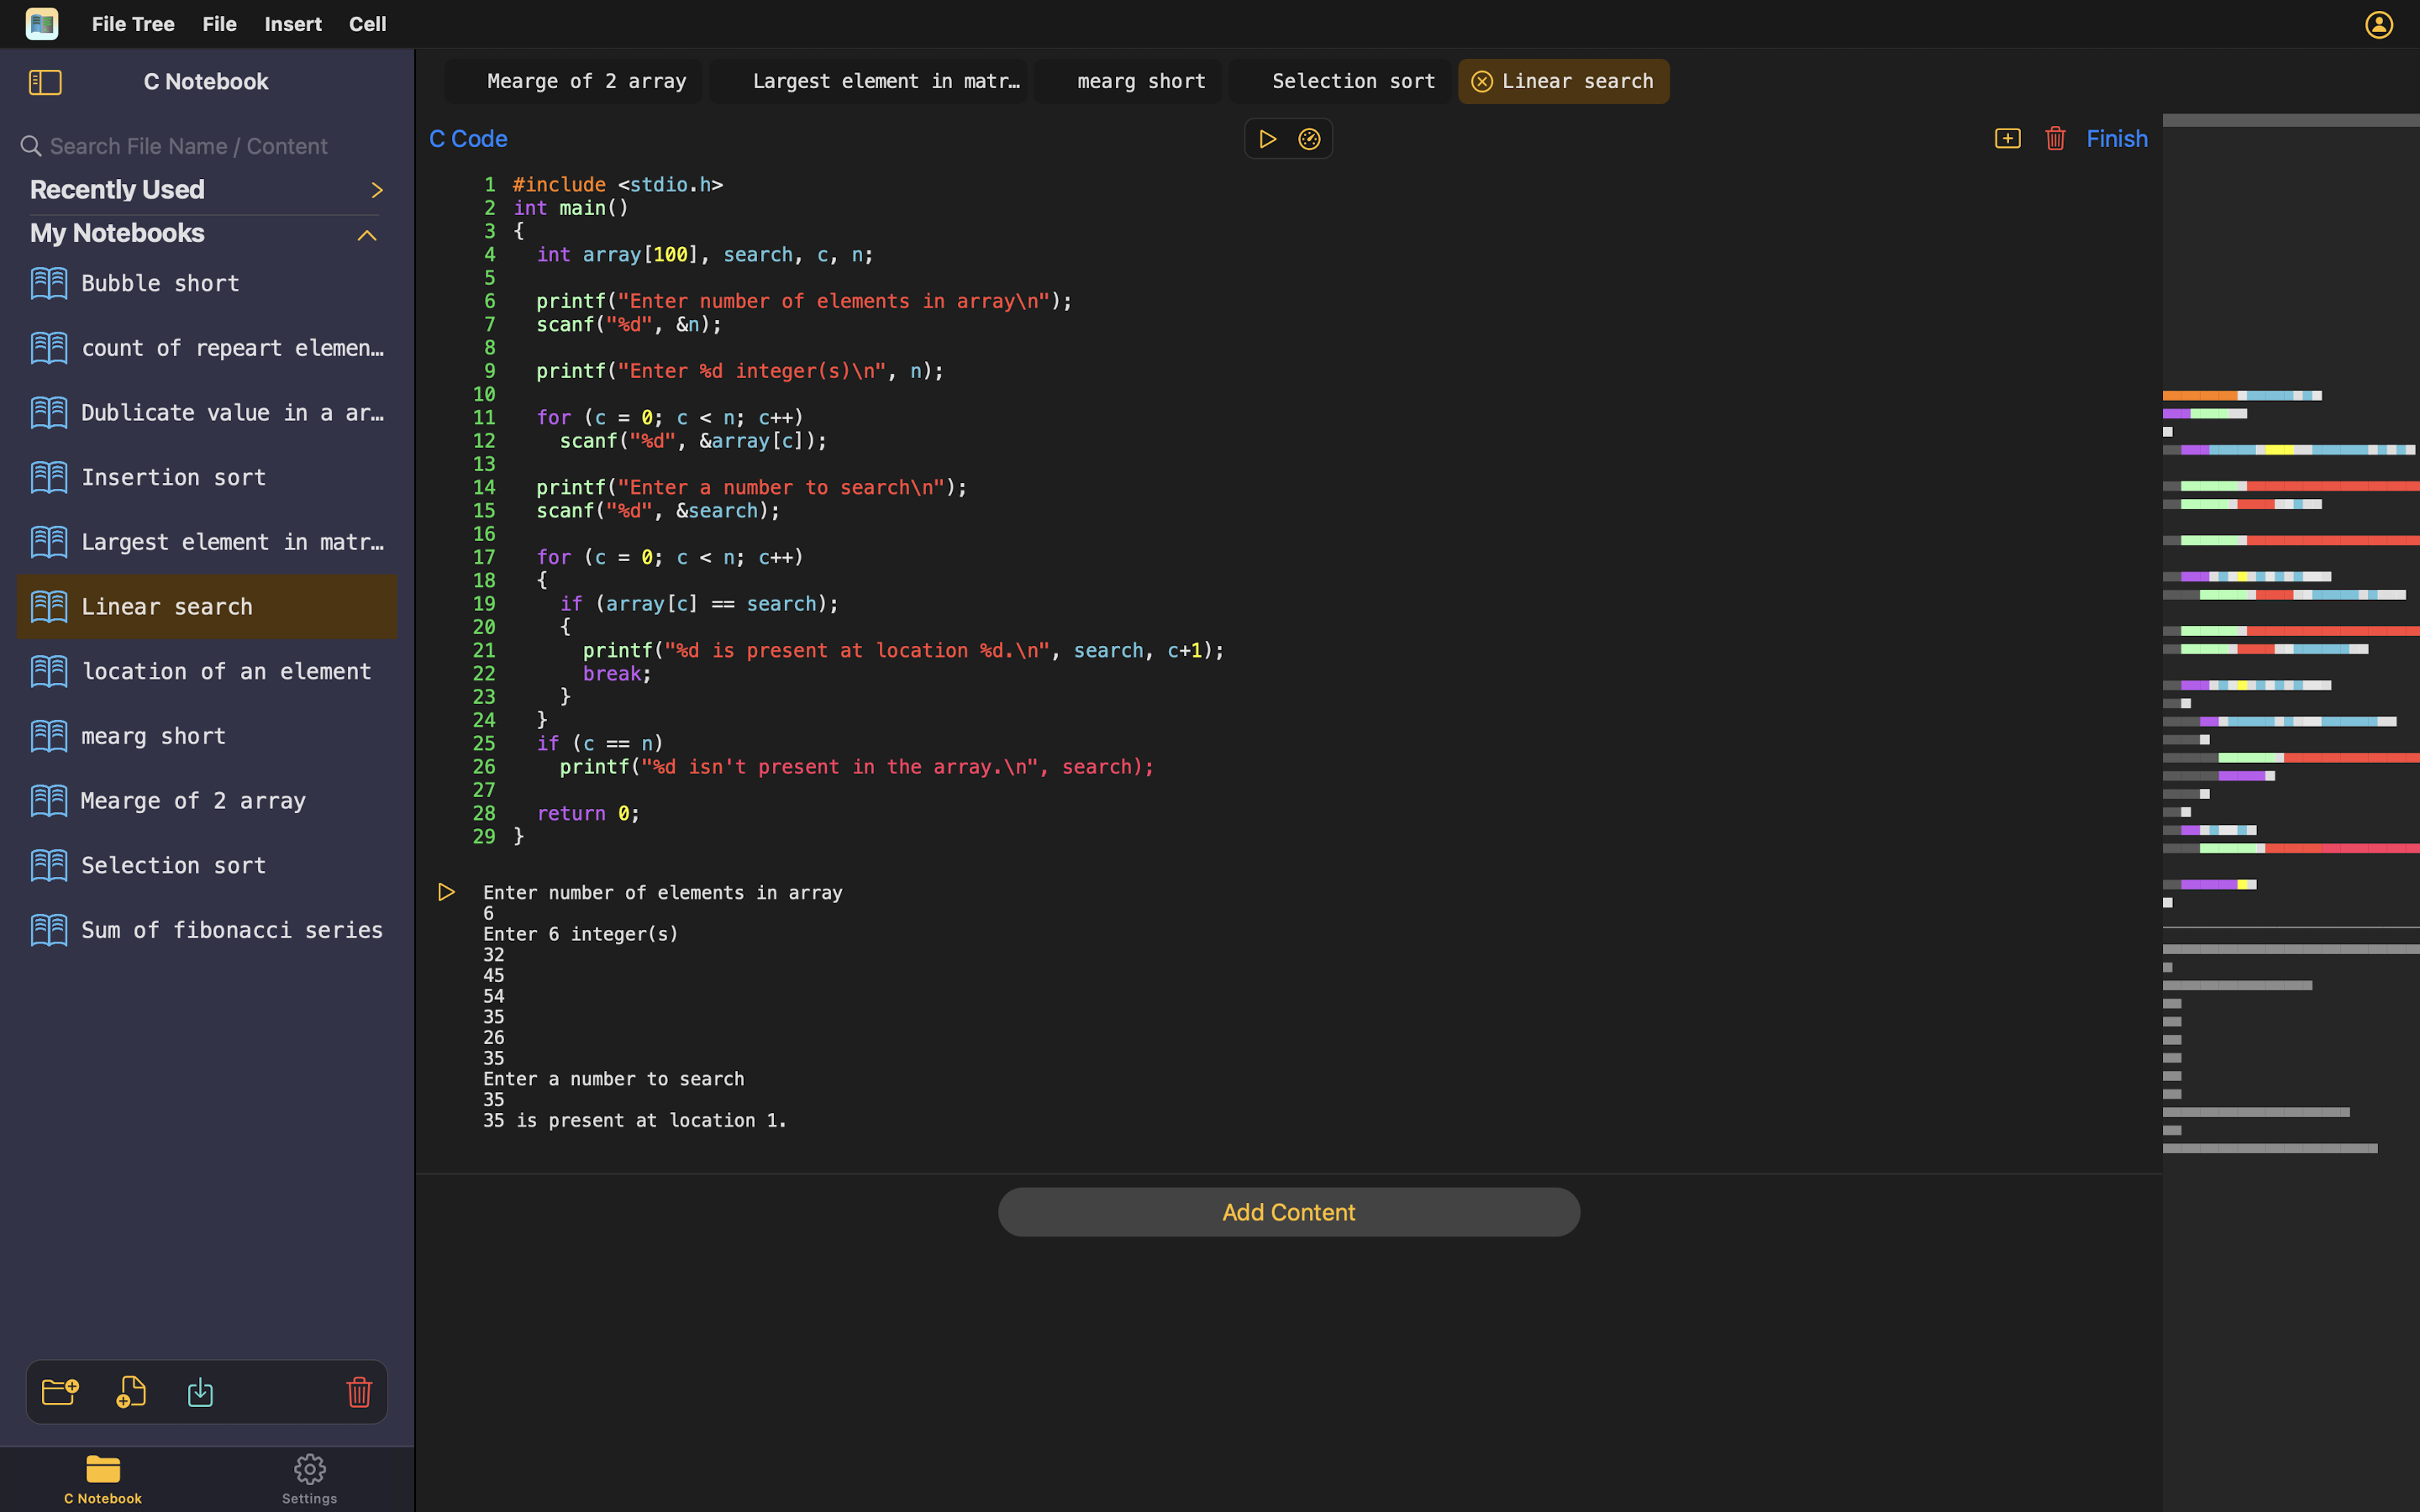 File Tree File Insert Cell
C Notebook
Search File Name / Content
Recently Used
My Notebooks
Bubble short
count of repeart elemen…
Dublicate value in a ar…
Insertion sort
Largest element in matr…
Linear search
location of an element
mearg short
Mearge of 2 array
Selection sort
Sum of fibonacci series
C Notebook
Settings
Mearge of 2 array Largest element in matr… mearg short Selection sort Linear search
C Code
Finish
1 #include <stdio.h>
2 int main()
3 {
4   int array[100], search, c, n;
5
6   printf("Enter number of elements in array\n");
7   scanf("%d", &n);
8
9   printf("Enter %d integer(s)\n", n);
10
11   for (c = 0; c < n; c++)
12     scanf("%d", &array[c]);
13
14   printf("Enter a number to search\n");
15   scanf("%d", &search);
16
17   for (c = 0; c < n; c++)
18   {
19     if (array[c] == search);
20     {
21       printf("%d is present at location %d.\n", search, c+1);
22       break;
23     }
24   }
25   if (c == n)
26     printf("%d isn't present in the array.\n", search);
27
28   return 0;
29 }
Enter number of elements in array
6
Enter 6 integer(s)
32
45
54
35
26
35
Enter a number to search
35
35 is present at location 1.
Add Content